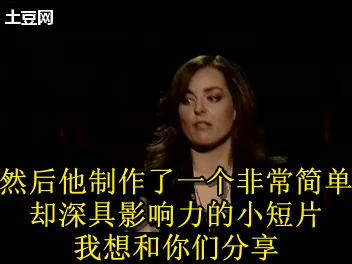 土豆网
然后他制作了一个非常简单
却深具影响力的小短片
我想和你们分享